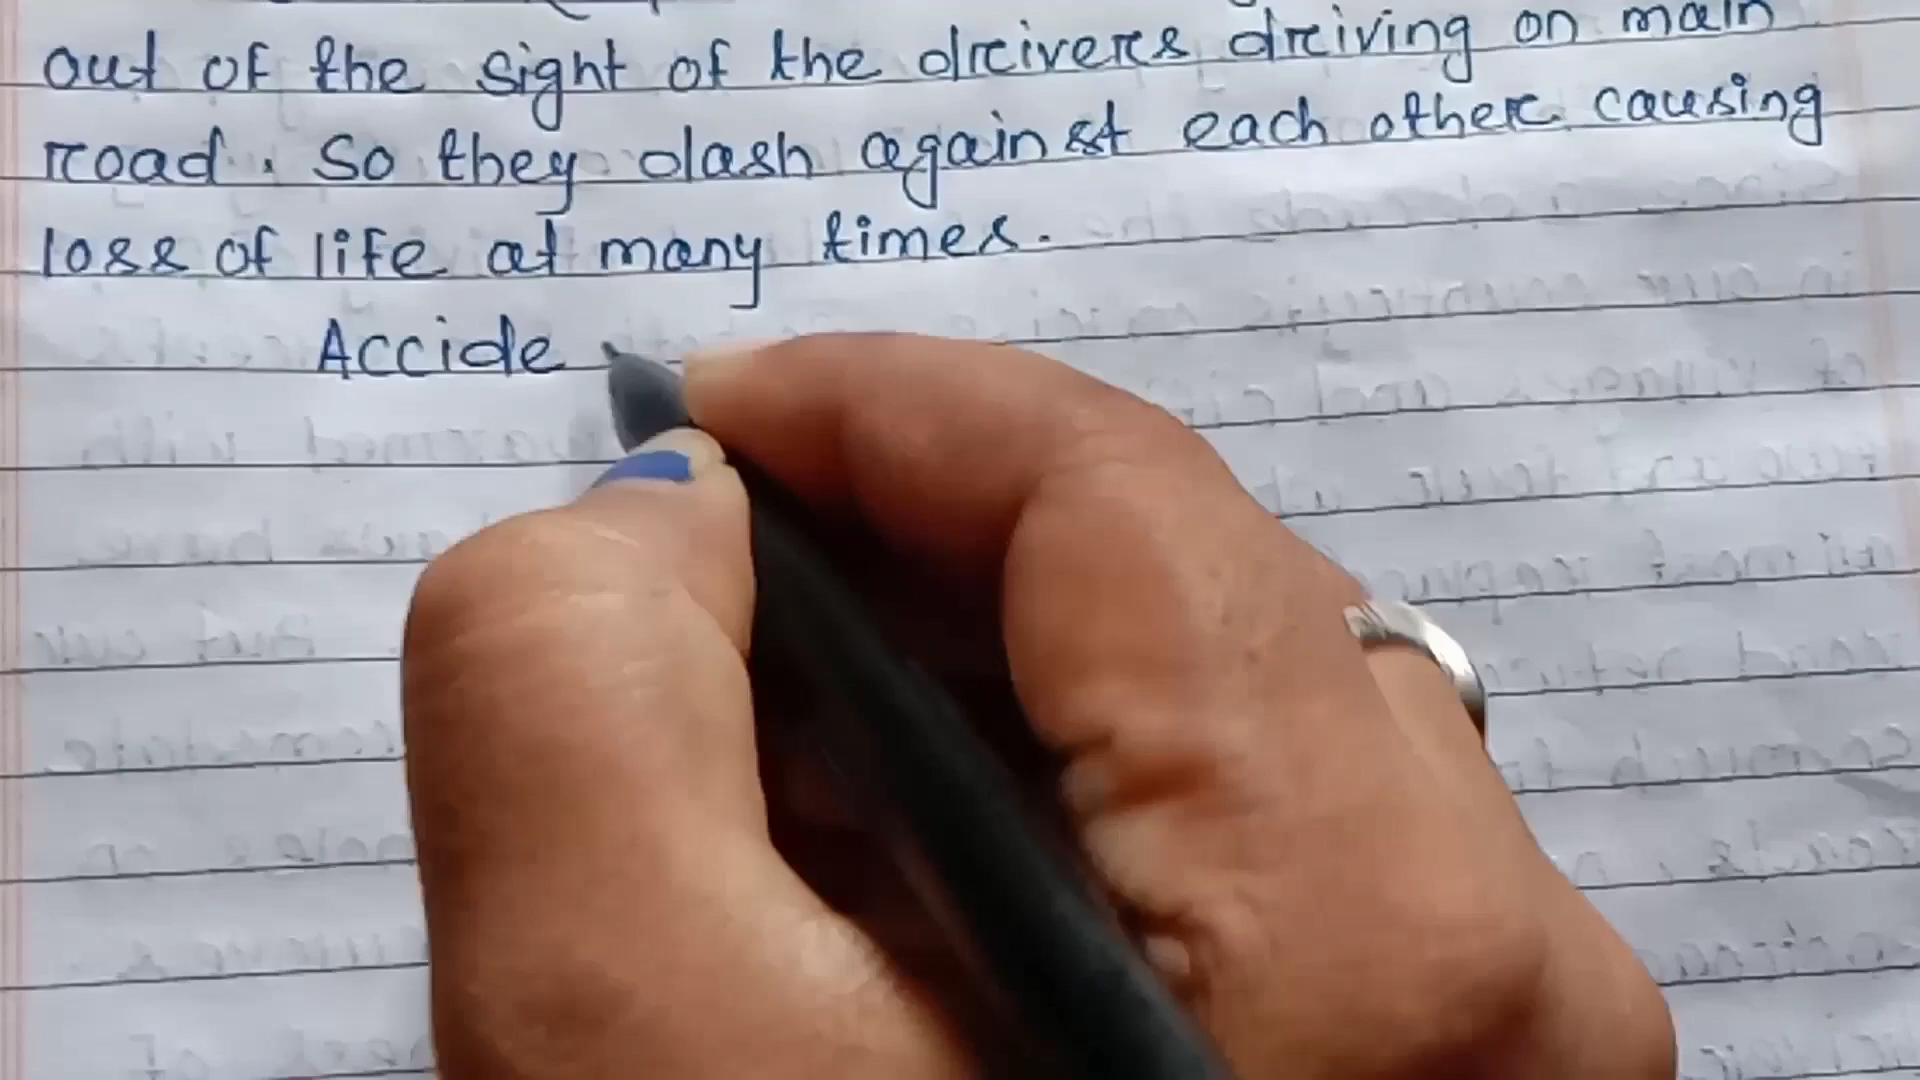 out of the sight of the drivers driving on main
road. So they dash against each other causing
loss of life at many times.
Accide